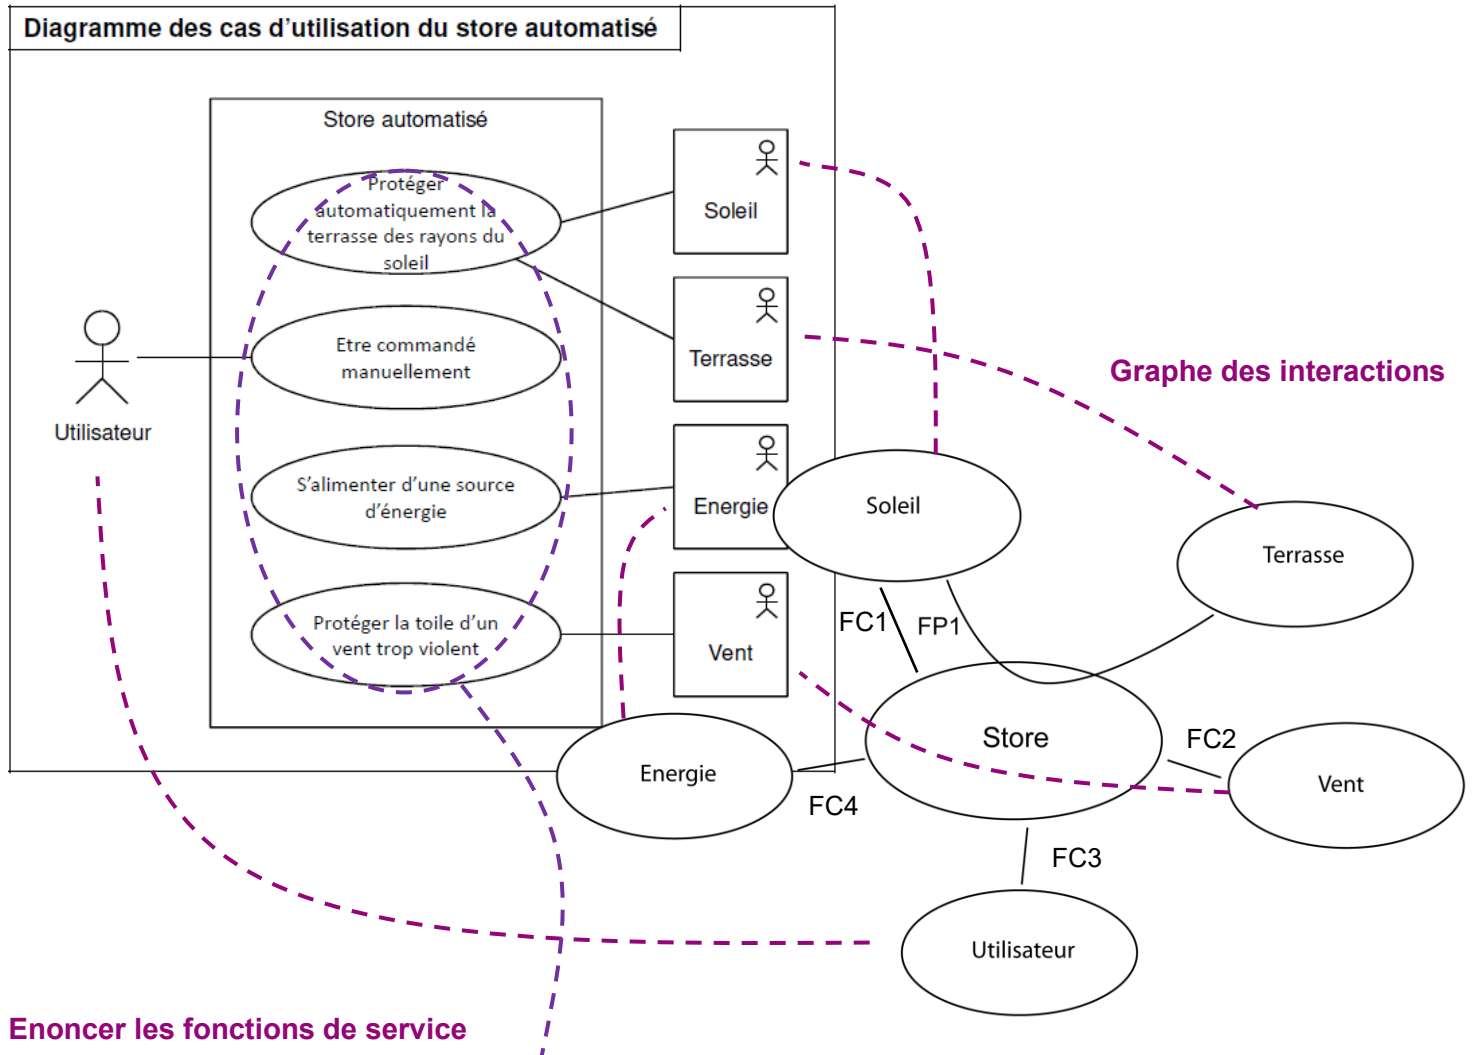 Diagramme des cas d'utilisation du store automatisé
Store automatisé
Protéger
automatiquement la
terrasse des rayons du
soleil
Soleil
Etre commandé
manuellement
Terrasse
Utilisateur
S'alimenter d'une source
d'énergie
Energie
Protéger la toile d'un
vent trop violent
Vent
Graphe des interactions
Soleil
Terrasse
FC1
FP1
Store
FC2
Vent
Energie
FC4
FC3
Utilisateur
Enoncer les fonctions de service